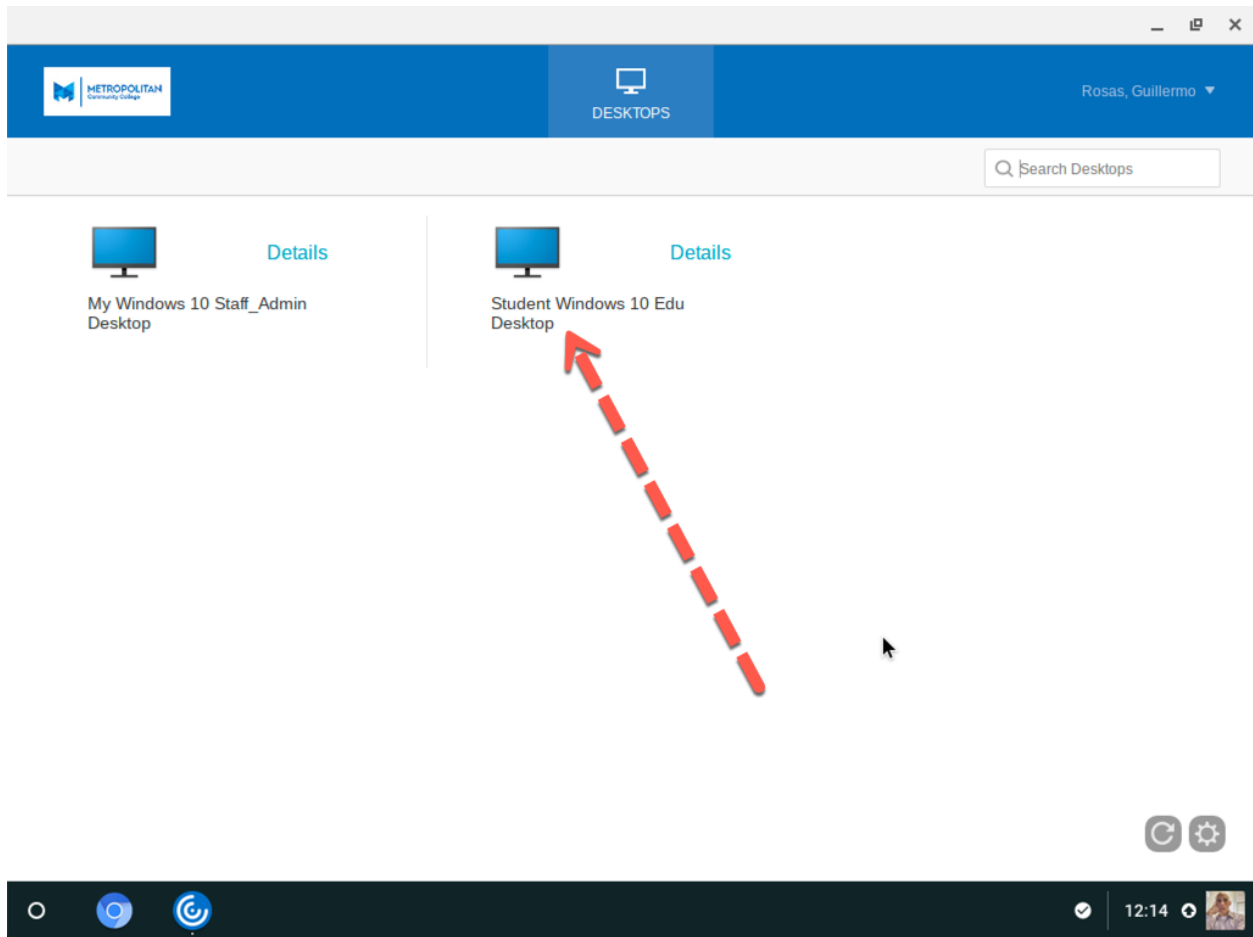 METROPOLITAN
Community College
DESKTOPS
Rosas, Guillermo
Search Desktops
Details
My Windows 10 Staff_Admin
Desktop
Details
Student Windows 10 Edu
Desktop
12:14